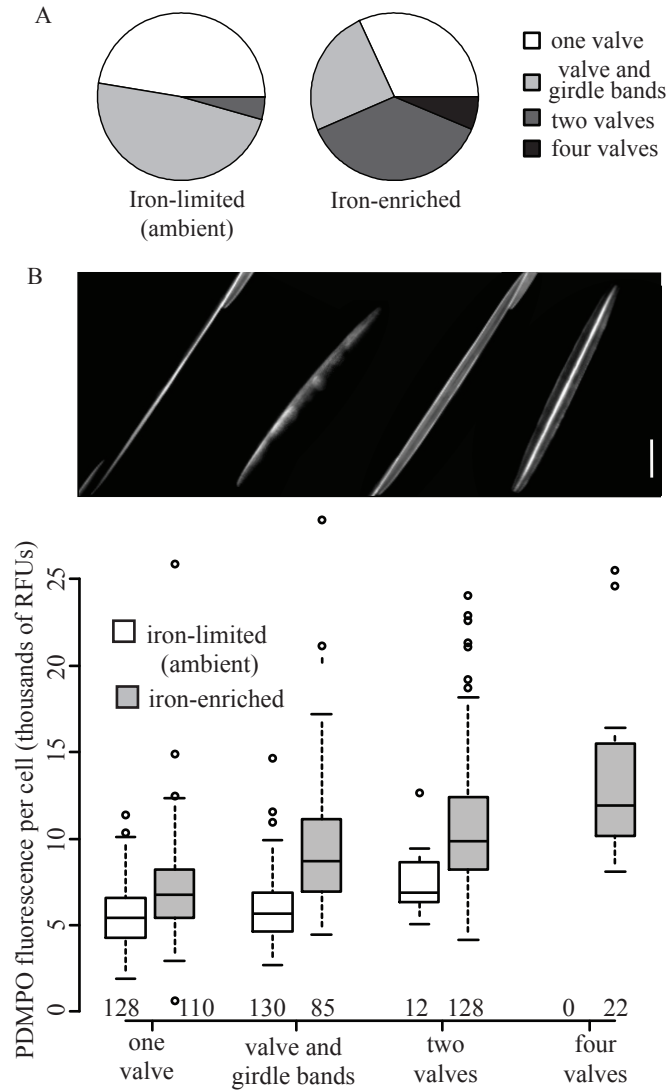 A
one valve
valve and
girdle bands
two valves
four valves
Iron-limited
(ambient)
Iron-enriched
B
PDMPO fluorescence per cell (thousands of RFUs)
25
20
15
10
5
0
iron-limited
(ambient)
iron-enriched
128 110 130 85 12 128 0 22
one
valve
valve and
girdle bands
two
valves
four
valves